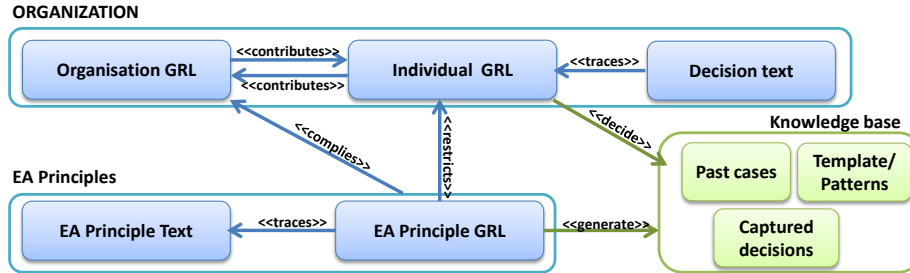 ORGANIZATION
Organisation GRL
<<contributes>>
<<contributes>>
Individual GRL
<<traces>>
Decision text
<<complies>>
<<restricts>>
<<decide>>
Knowledge base
Past cases
Template/
Patterns
Captured
decisions
EA Principles
EA Principle Text
<<traces>>
EA Principle GRL
<<generate>>